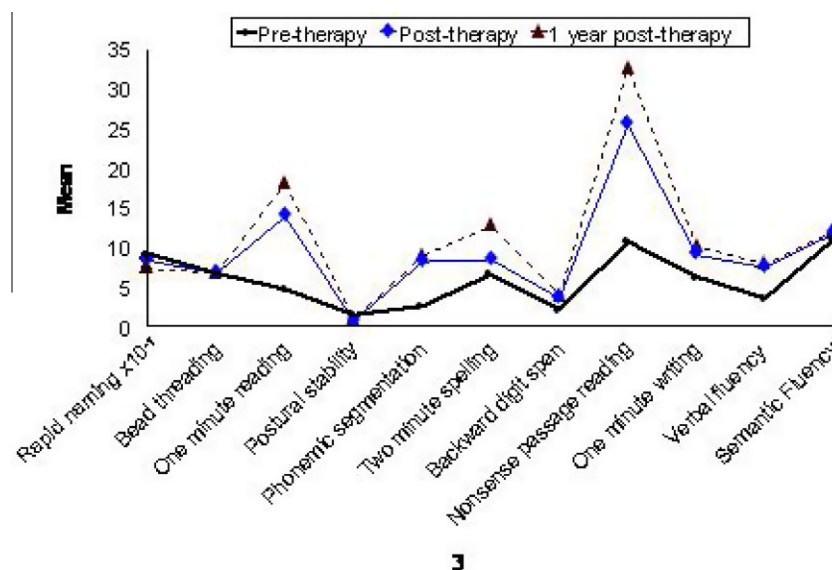 Pre-therapy Post-therapy 1 year post-therapy
35
30
25
20
15
10
5
0
Mean
Rapid naming x10-1
Bead threading
One minute reading
Postural stability
Phonemic segmentation
Two minute spelling
Backward digit span
Nonsense passage reading
One minute writing
Verbal fluency
Semantic Fluency
3